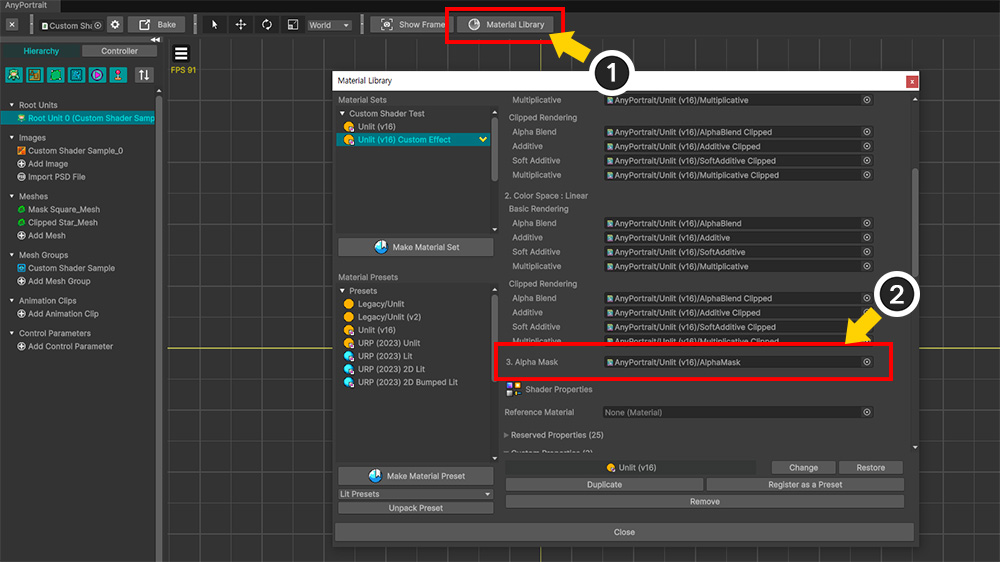 AnyPortrait
Custom Sha
Bake
World
Show Frame
Material Library
1
Hierarchy
Controller
FPS 91
Root Units
Root Unit 0 (Custom Shader Samp
Images
Custom Shader Sample_0
Add Image
Import PSD File
Meshes
Mask Square_Mesh
Clipped Star_Mesh
Add Mesh
Mesh Groups
Custom Shader Sample
Add Mesh Group
Animation Clips
Add Animation Clip
Control Parameters
Add Control Parameter
Material Library
x
Material Sets
Custom Shader Test
Unlit (v16)
Unlit (v16) Custom Effect
Make Material Set
Material Presets
Presets
Legacy/Unlit
Legacy/Unlit (v2)
Unlit (v16)
URP (2023) Unlit
URP (2023) Lit
URP (2023) 2D Lit
URP (2023) 2D Bumped Lit
Make Material Preset
Lit Presets
Unpack Preset
Multiplicative AnyPortrait/Unlit (v16)/Multiplicative
Clipped Rendering
Alpha Blend AnyPortrait/Unlit (v16)/AlphaBlend Clipped
Additive AnyPortrait/Unlit (v16)/Additive Clipped
Soft Additive AnyPortrait/Unlit (v16)/SoftAdditive Clipped
Multiplicative AnyPortrait/Unlit (v16)/Multiplicative Clipped
2. Color Space : Linear
Basic Rendering
Alpha Blend AnyPortrait/Unlit (v16)/AlphaBlend
Additive AnyPortrait/Unlit (v16)/Additive
Soft Additive AnyPortrait/Unlit (v16)/SoftAdditive
Multiplicative AnyPortrait/Unlit (v16)/Multiplicative
Clipped Rendering
Alpha Blend AnyPortrait/Unlit (v16)/AlphaBlend Clipped
2
Additive AnyPortrait/Unlit (v16)/Additive Clipped
Soft Additive AnyPortrait/Unlit (v16)/SoftAdditive Clipped
Multiplicative AnyPortrait/Unlit (v16)/Multiplicative Clipped
3. Alpha Mask AnyPortrait/Unlit (v16)/AlphaMask
Shader Properties
Reference Material None (Material)
Reserved Properties (25)
Unlit (v16)
Change
Restore
Duplicate
Register as a Preset
Remove
Close